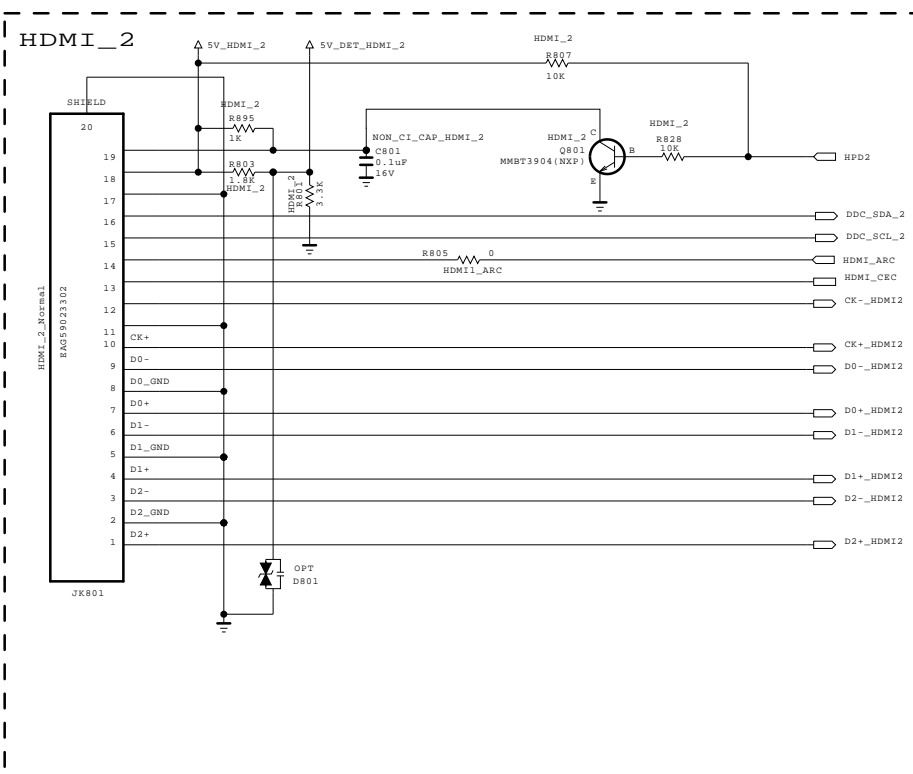 HDMI_2
5V_HDMI_2
5V_DET_HDMI_2
HDMI_2
R807
10K
SHIELD
20
HDMI_2
R895
1K
NON_CI_CAP_HDMI_2
C801
0.1uF
16V
HDMI_2
Q801
MMBT3904(NXP)
C
B
E
HDMI_2
R828
10K
HPD2
19
R803
1.8K
HDMI_2
18
HDMI_2
R801
3.3K
17
16
DDC_SDA_2
15
DDC_SCL_2
14
R805
0
HDMI1_ARC
HDMI_ARC
13
HDMI_CEC
12
CK-_HDMI2
11
CK+
10
CK+_HDMI2
D0-
9
D0-_HDMI2
D0_GND
8
D0+
7
D0+_HDMI2
D1-
6
D1-_HDMI2
D1_GND
5
D1+
4
D1+_HDMI2
D2-
3
D2-_HDMI2
D2_GND
2
D2+
1
D2+_HDMI2
HDMI_2_Normal
EAG59023302
OPT
D801
JK801